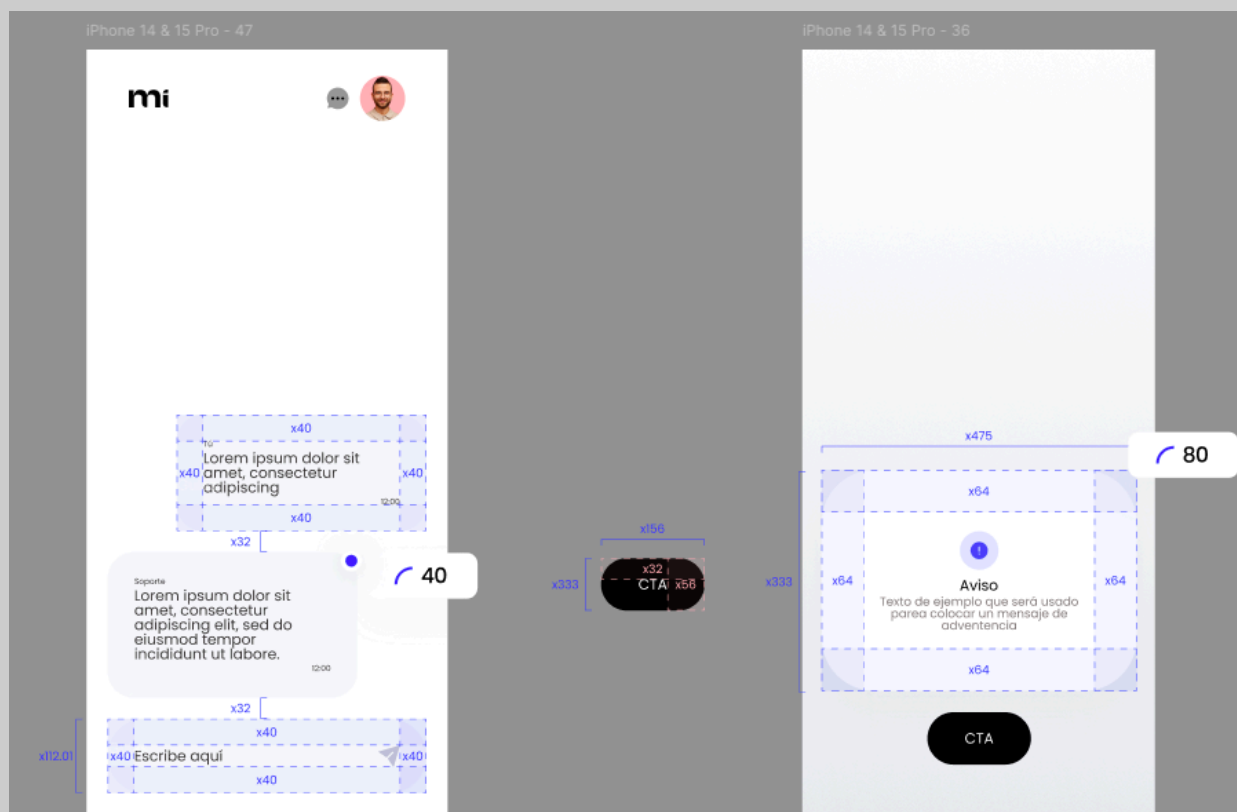 iPhone 14 & 15 Pro - 47
mi
x40
Tú
Lorem ipsum dolor sit
amet, consectetur
adipiscing
12:00
x40
x40
x40
x32
Soporte
Lorem ipsum dolor sit
amet, consectetur
adipiscing elit, sed do
eiusmod tempor
incididunt ut labore.
12:00
40
x32
x112.01
x40
x40
Escribe aquí
x40
x40
x156
x333
x32
CTA
x56
iPhone 14 & 15 Pro - 36
x475
80
x333
x64
x64
x64
Aviso
Texto de ejemplo que será usado
parea colocar un mensaje de
adventencia
x64
CTA